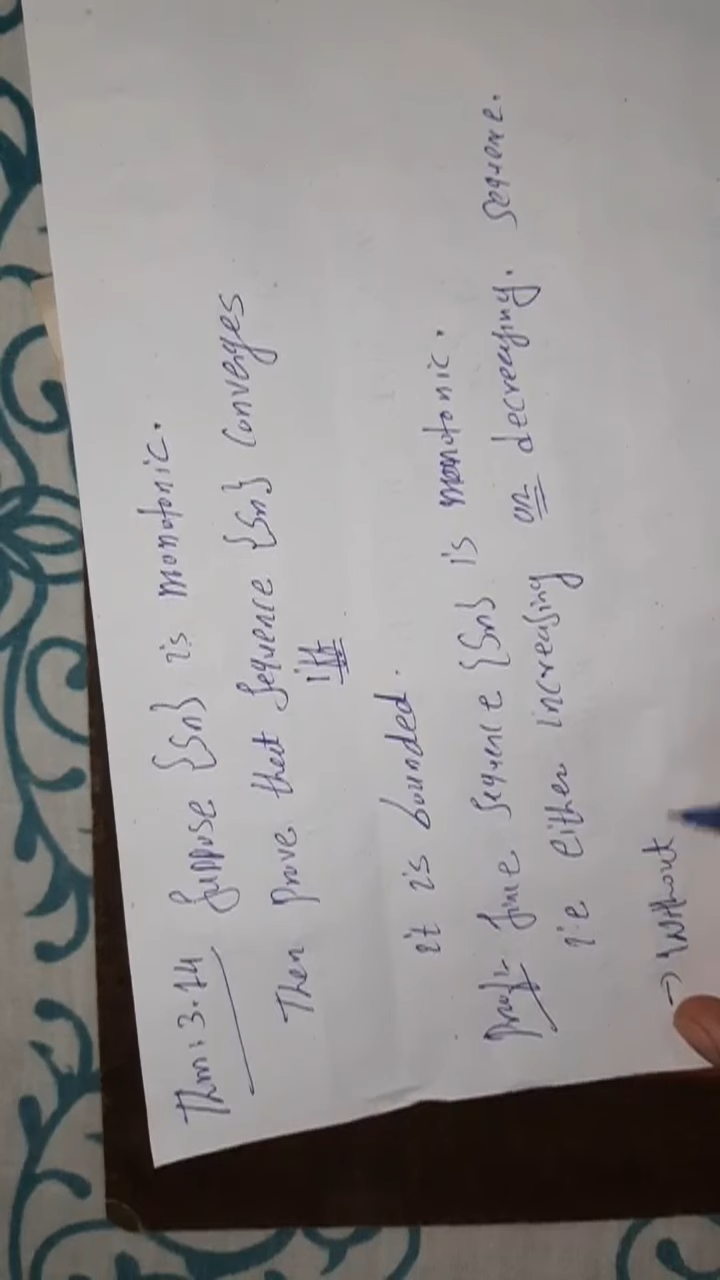 Thm: 3.14 Suppose {Sn} is monotonic.
Then prove that sequence {Sn} converges
iff
it is bounded.
Proof:- Since sequence {Sn} is monotonic.
i.e either increasing or decreasing. sequence.
→ Without